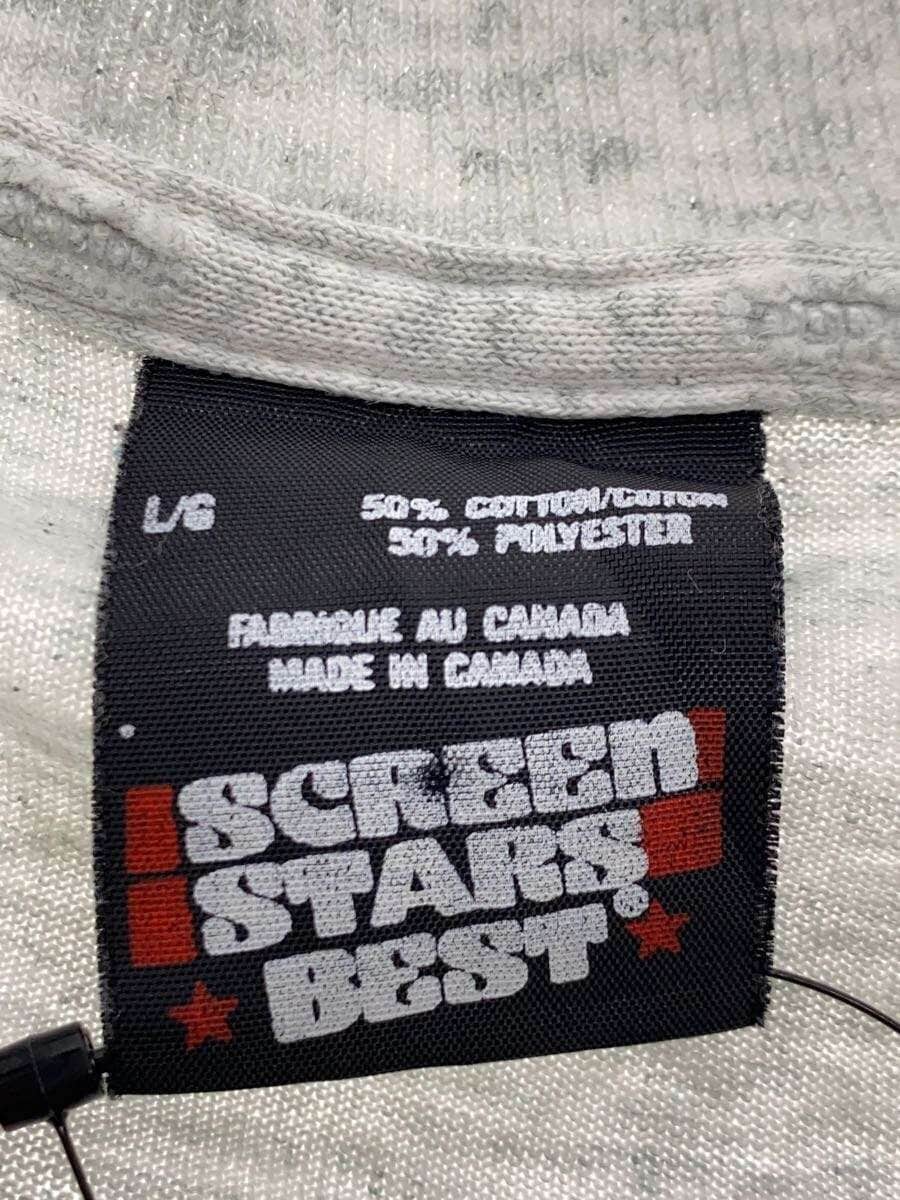 L/G
50% COTTON/COTON
50% POLYESTER
FABRIQUE AU CANADA
MADE IN CANADA
SCREEN
STARS
BEST®